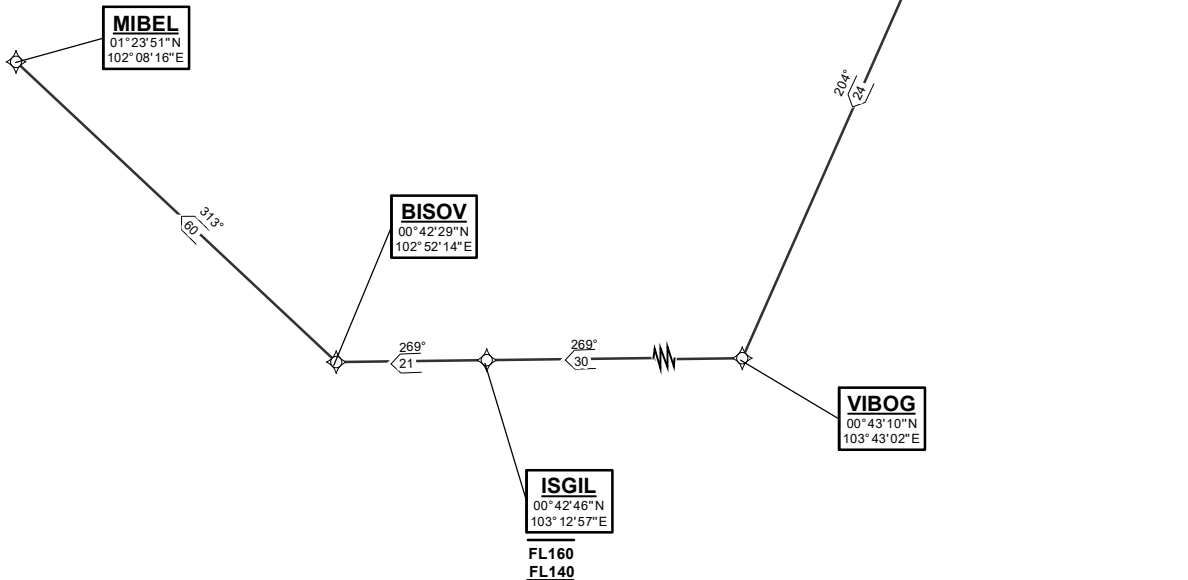 MIBEL
01°23'51"N
102°08'16"E
204°
24
313°
60
BISOV
00°42'29"N
102°52'14"E
269°
21
269°
30
VIBOG
00°43'10"N
103°43'02"E
ISGIL
00°42'46"N
103°12'57"E
FL160
FL140